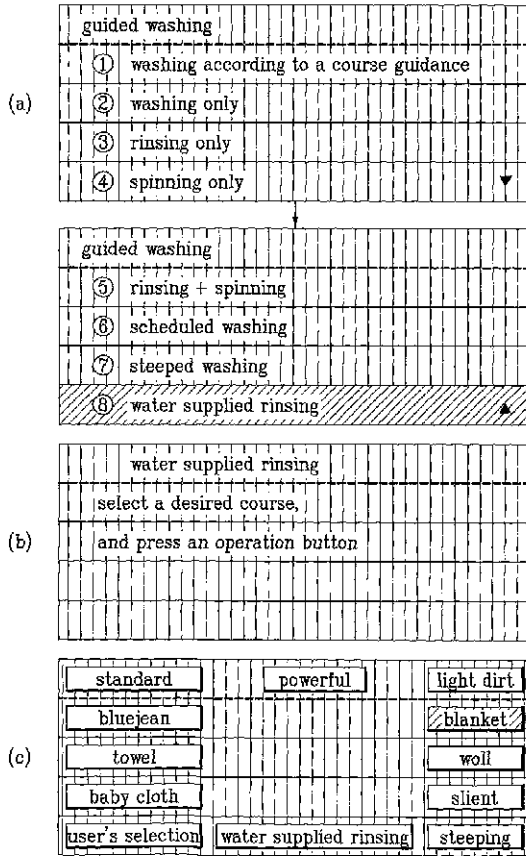 (a)
guided washing
① washing according to a course guidance
② washing only
③ rinsing only
④ spinning only
guided washing
⑤ rinsing + spinning
⑥ scheduled washing
⑦ steeped washing
⑧ water supplied rinsing
(b)
water supplied rinsing
select a desired course,
and press an operation button
(c)
standard powerful light dirt
bluejean blanket
towel woll
baby cloth slient
user's selection water supplied rinsing steeping